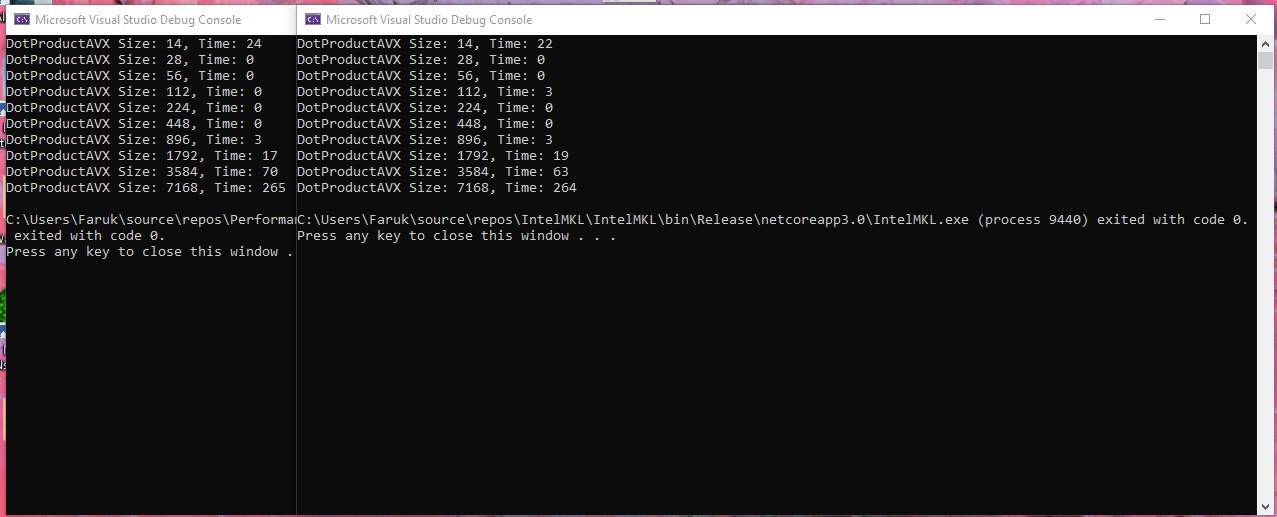 Microsoft Visual Studio Debug Console
DotProductAVX Size: 14, Time: 24
DotProductAVX Size: 28, Time: 0
DotProductAVX Size: 56, Time: 0
DotProductAVX Size: 112, Time: 0
DotProductAVX Size: 224, Time: 0
DotProductAVX Size: 448, Time: 0
DotProductAVX Size: 896, Time: 3
DotProductAVX Size: 1792, Time: 17
DotProductAVX Size: 3584, Time: 70
DotProductAVX Size: 7168, Time: 265
C:\Users\Faruk\source\repos\Performa
exited with code 0.
Press any key to close this window .
Microsoft Visual Studio Debug Console
DotProductAVX Size: 14, Time: 22
DotProductAVX Size: 28, Time: 0
DotProductAVX Size: 56, Time: 0
DotProductAVX Size: 112, Time: 3
DotProductAVX Size: 224, Time: 0
DotProductAVX Size: 448, Time: 0
DotProductAVX Size: 896, Time: 3
DotProductAVX Size: 1792, Time: 19
DotProductAVX Size: 3584, Time: 63
DotProductAVX Size: 7168, Time: 264
C:\Users\Faruk\source\repos\IntelMKL\IntelMKL\bin\Release\netcoreapp3.0\IntelMKL.exe (process 9440) exited with code 0.
Press any key to close this window . . .